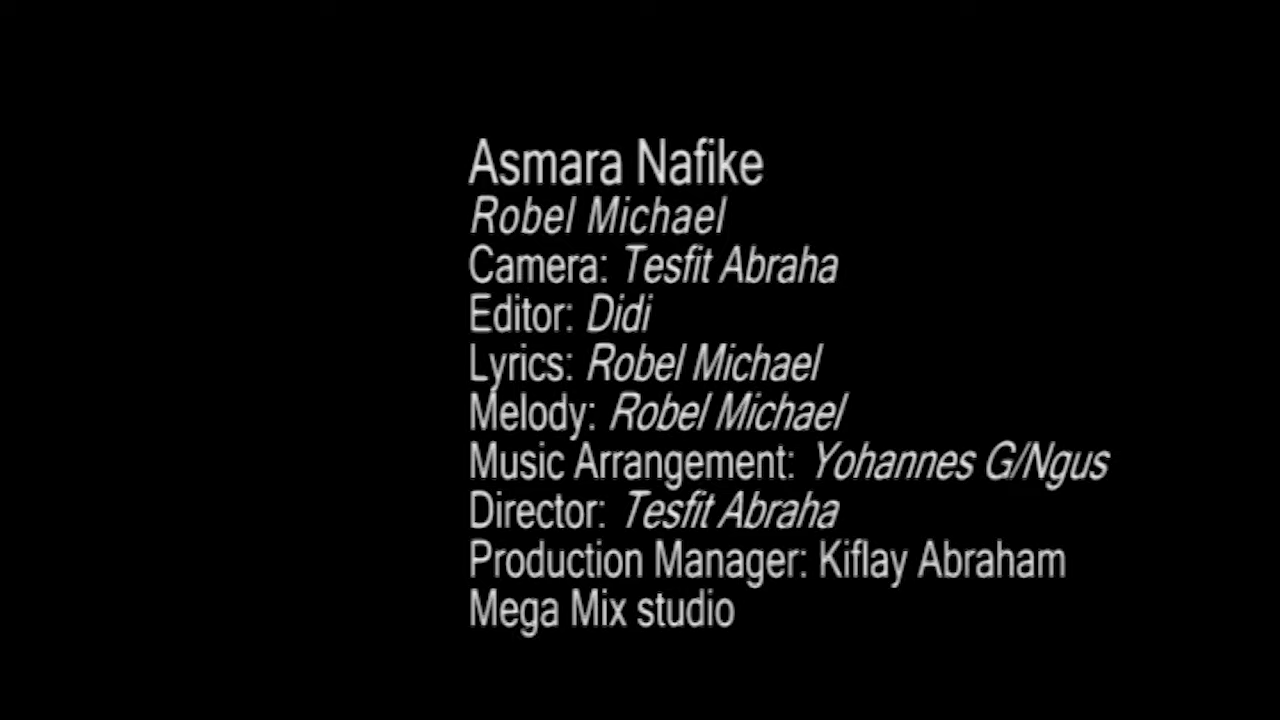 Asmara Nafike
Robel Michael
Camera: Tesfit Abraha
Editor: Didi
Lyrics: Robel Michael
Melody: Robel Michael
Music Arrangement: Yohannes G/Ngus
Director: Tesfit Abraha
Production Manager: Kiflay Abraham
Mega Mix studio